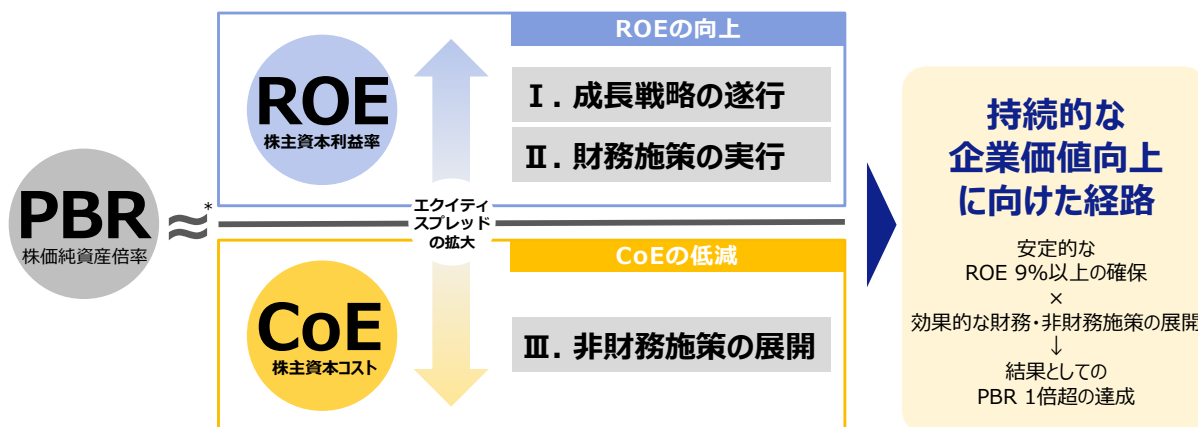 PBR
株価純資産倍率
≈*
ROE
株主資本利益率
エクイティ
スプレッド
の拡大
CoE
株主資本コスト
ROEの向上
Ⅰ. 成長戦略の遂行
Ⅱ. 財務施策の実行
CoEの低減
Ⅲ. 非財務施策の展開
持続的な
企業価値向上
に向けた経路
安定的な
ROE 9%以上の確保
×
効果的な財務・非財務施策の展開
↓
結果としての
PBR 1倍超の達成